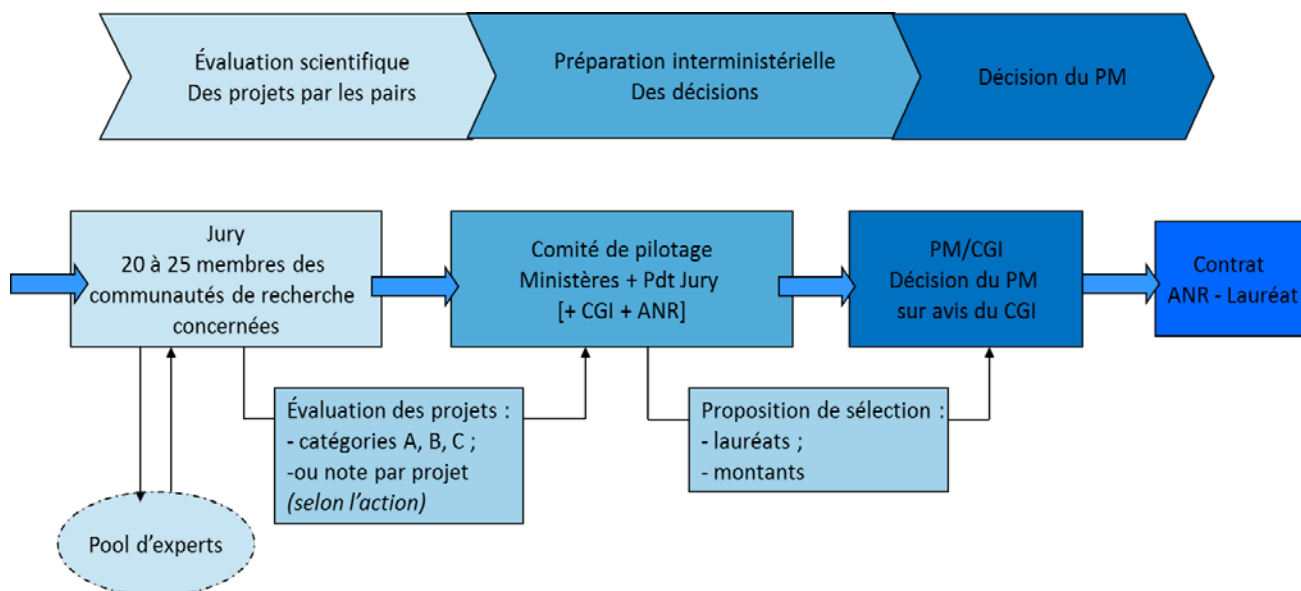 Évaluation scientifique
Des projets par les pairs
Préparation interministérielle
Des décisions
Décision du PM
Jury
20 à 25 membres des
communautés de recherche
concernées
Comité de pilotage
Ministères + Pdt Jury
[+ CGI + ANR]
PM/CGI
Décision du PM
sur avis du CGI
Contrat
ANR - Lauréat
Évaluation des projets :
- catégories A, B, C ;
-ou note par projet
(selon l’action)
Proposition de sélection :
- lauréats ;
- montants
Pool d’experts